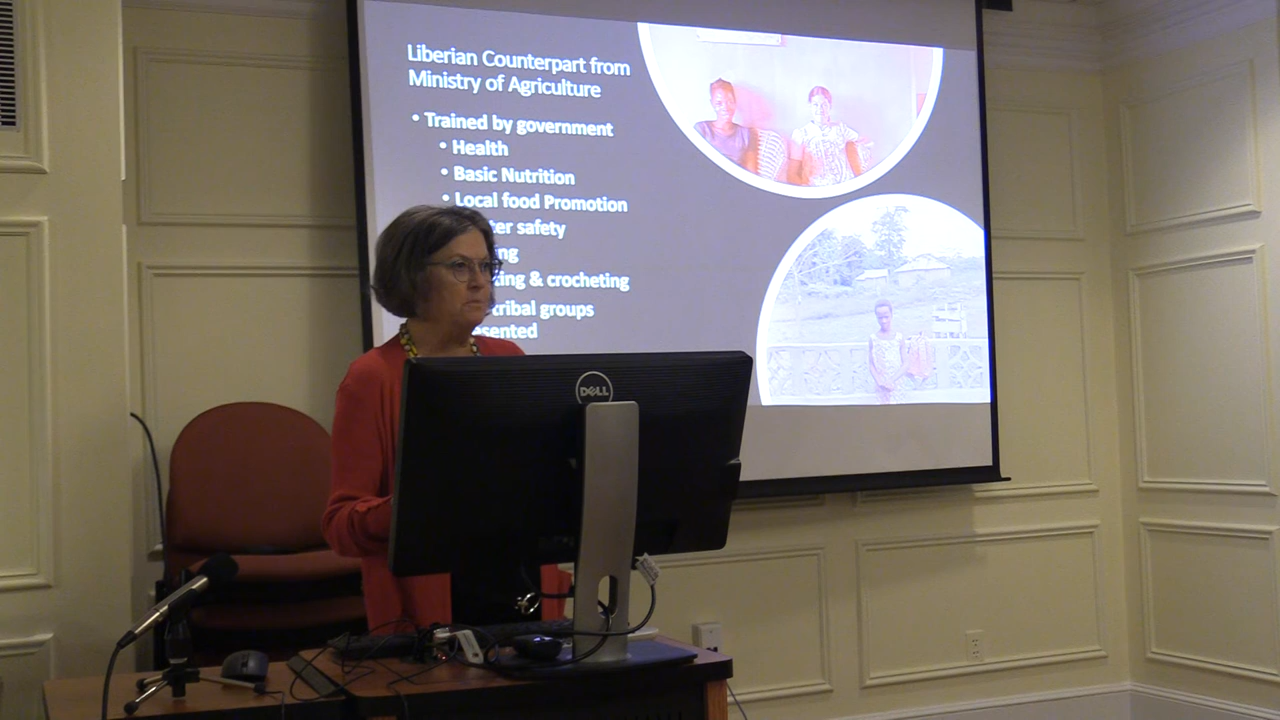 Liberian Counterpart from
Ministry of Agriculture
• Trained by government
• Health
• Basic Nutrition
• Local food Promotion
ter safety
ng
ting & crocheting
tribal groups
esented
DELL